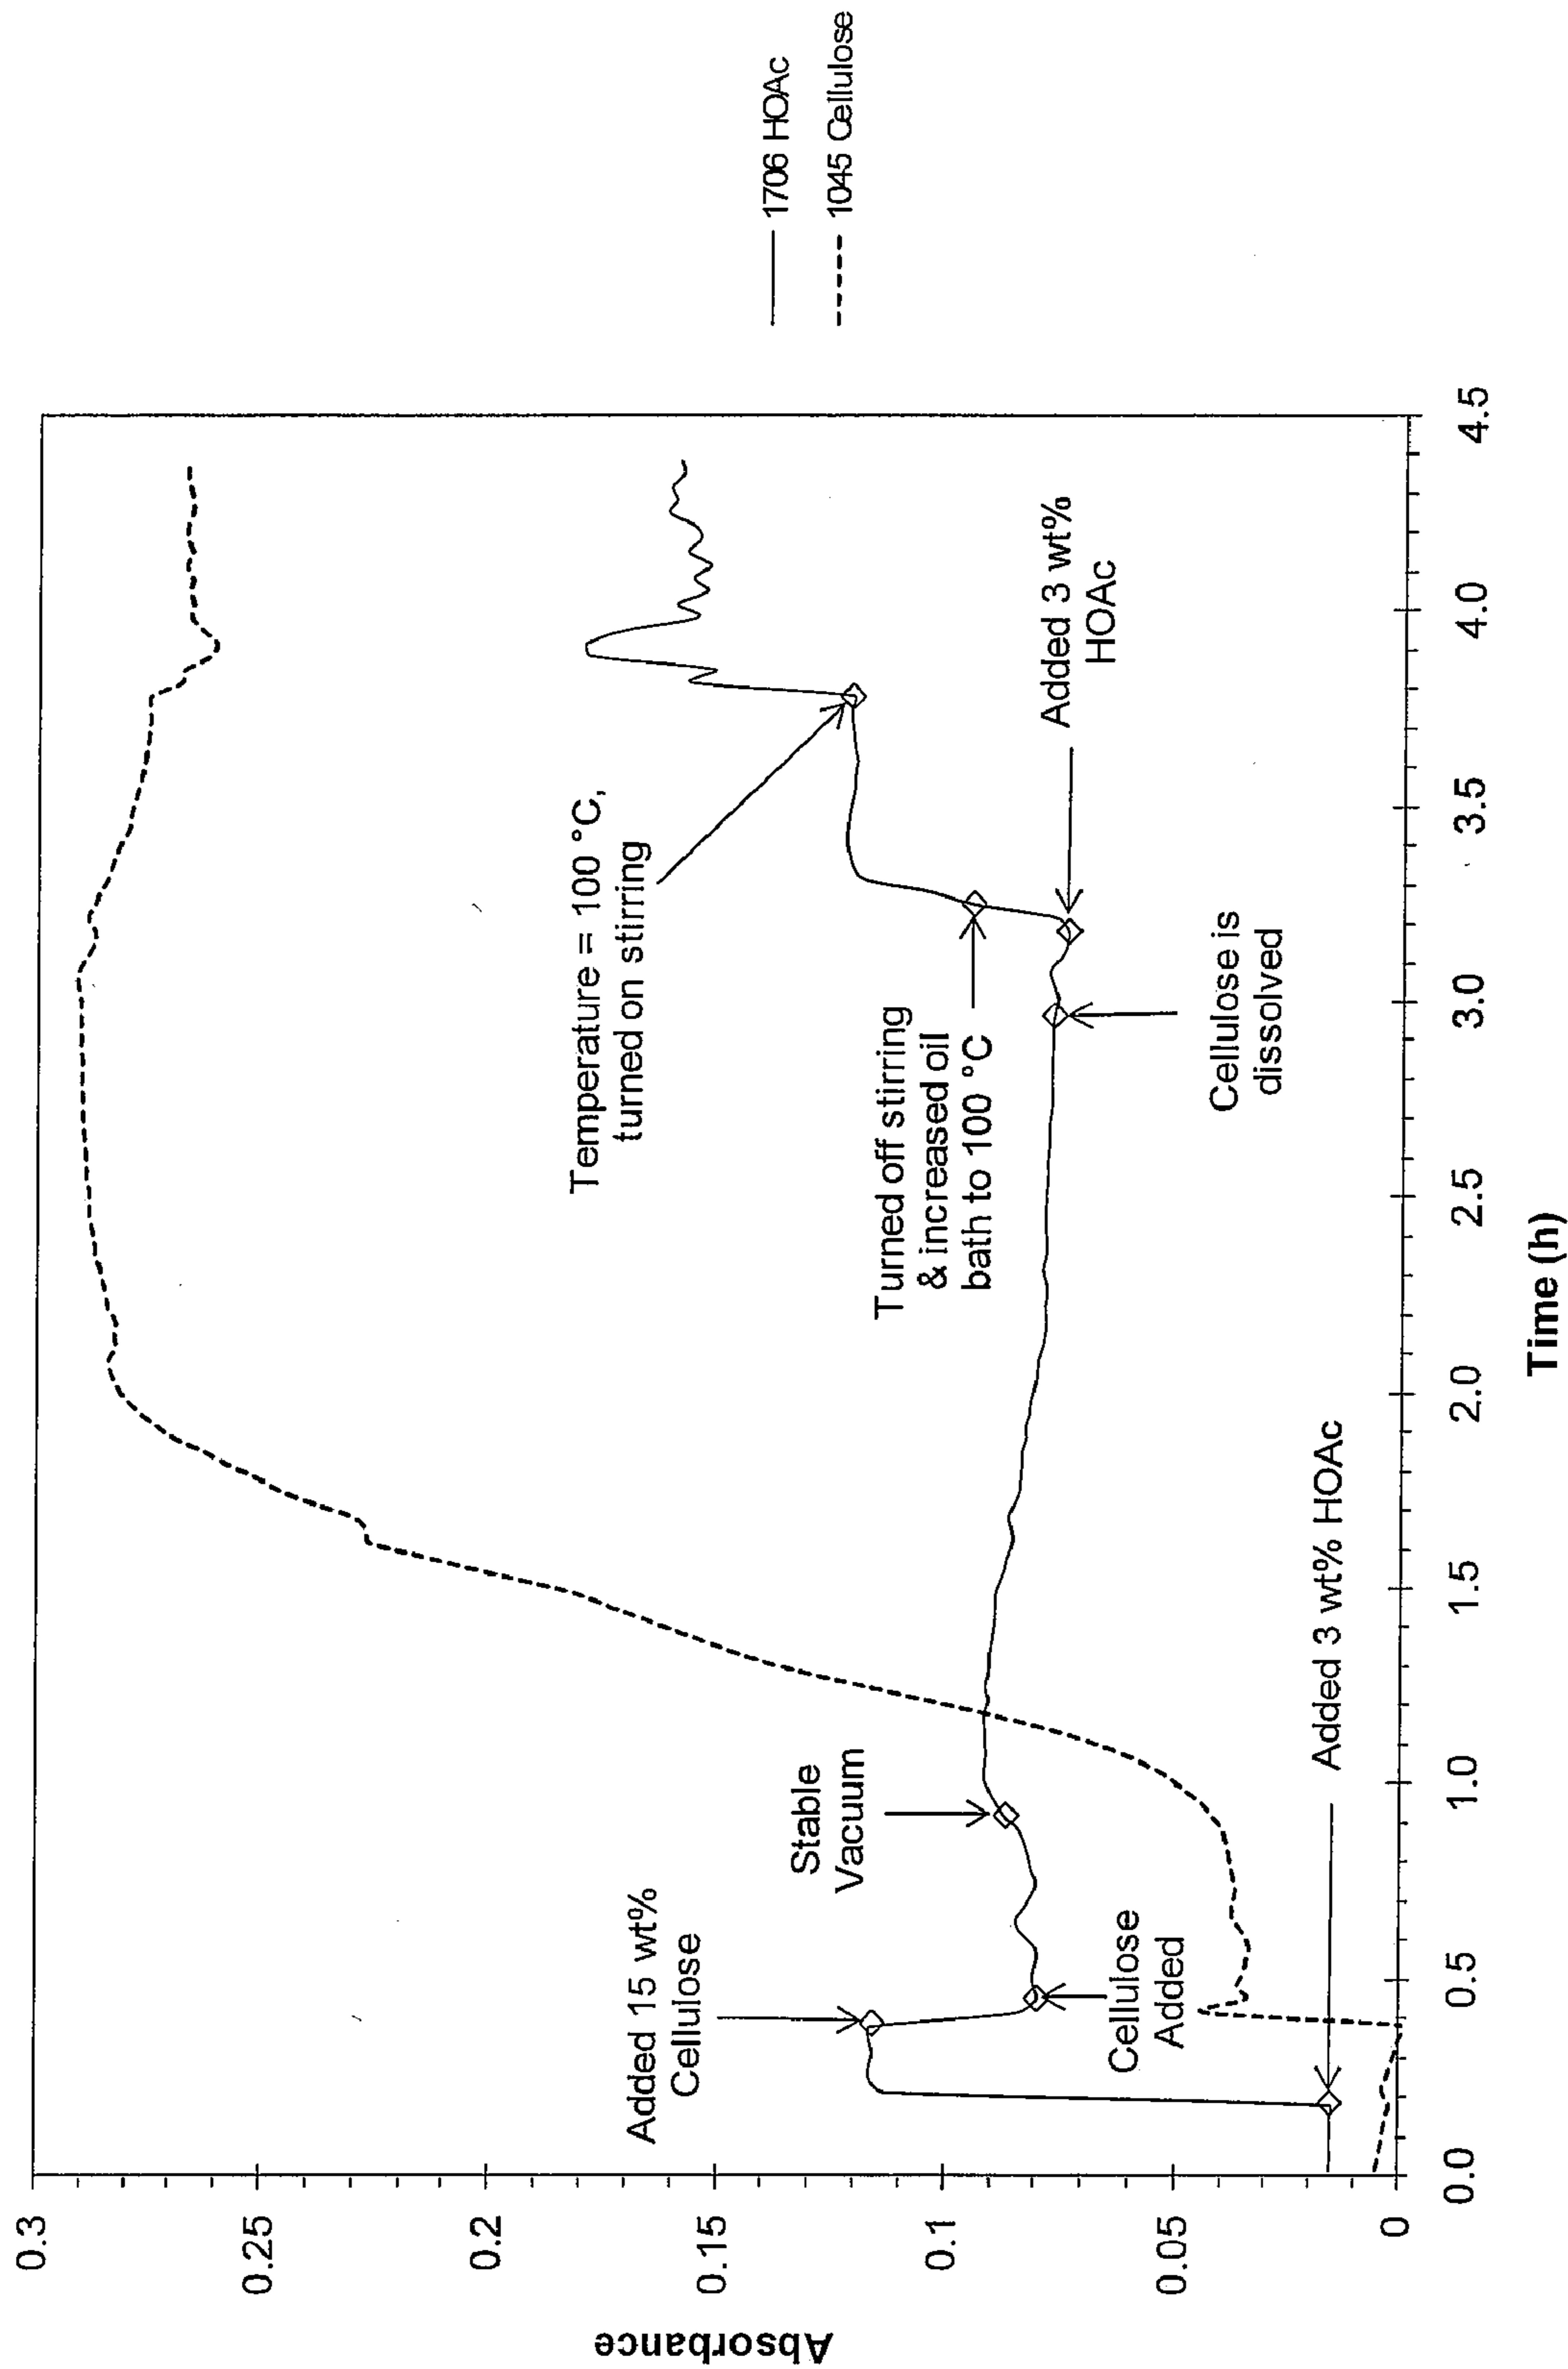 Absorbance
0.3
0.25
0.2
0.15
0.1
0.05
0
0.0
0.5
1.0
1.5
2.0
2.5
3.0
3.5
4.0
4.5
Time (h)
Added 15 wt%
Cellulose
Stable
Vacuum
Cellulose
Added
Added 3 wt% HOAc
Temperature = 100 °C,
turned on stirring
Turned off stirring
& increased oil
bath to 100 °C
Cellulose is
dissolved
Added 3 wt%
HOAc
1706 HOAc
1045 Cellulose